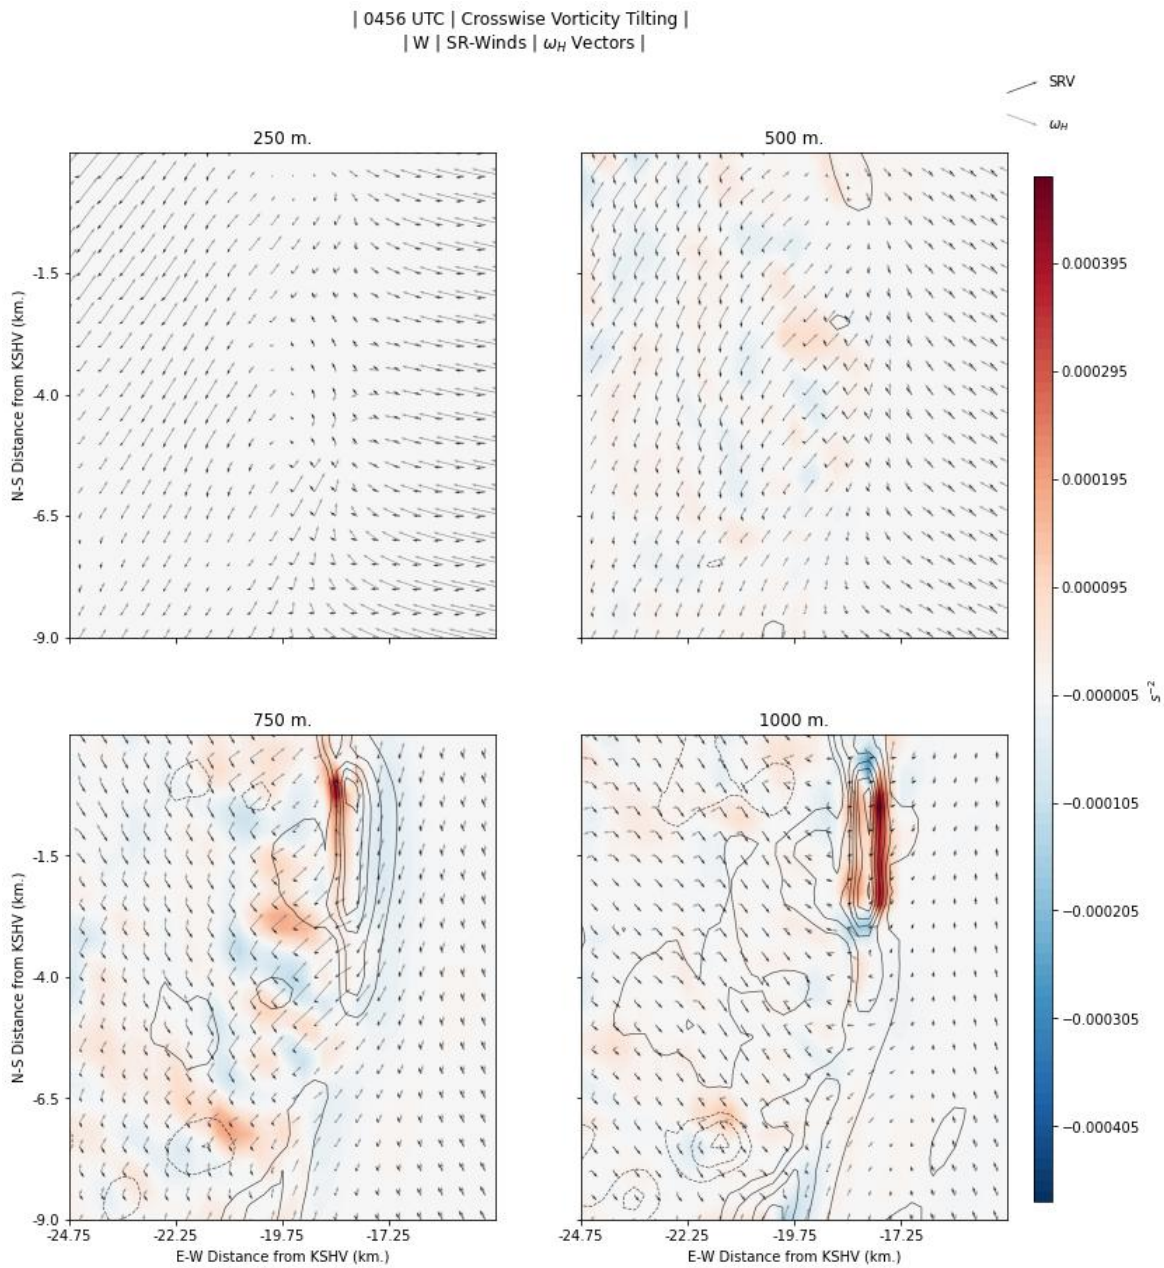 | 0456 UTC | Crosswise Vorticity Tilting |
| W | SR-Winds | ω_H Vectors |
SRV
ω_H
250 m.
500 m.
N-S Distance from KSHV (km.)
-1.5
-4.0
-6.5
-9.0
0.000395
0.000295
0.000195
0.000095
−0.000005
−0.000105
−0.000205
−0.000305
−0.000405
s⁻²
750 m.
1000 m.
N-S Distance from KSHV (km.)
-1.5
-4.0
-6.5
-9.0
-24.75 -22.25 -19.75 -17.25
-24.75 -22.25 -19.75 -17.25
E-W Distance from KSHV (km.)
E-W Distance from KSHV (km.)